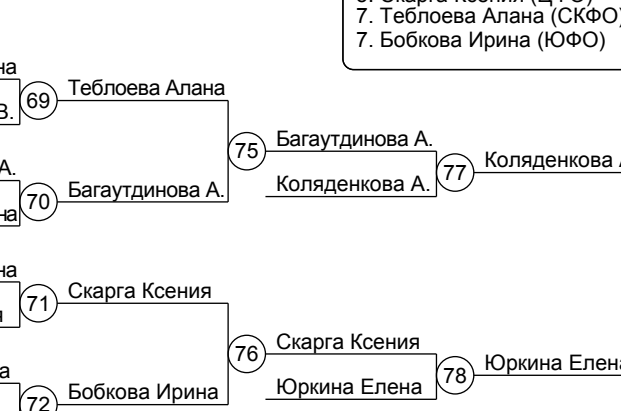 7. Теблоева Алана (СКФО)
7. Бобкова Ирина (ЮФО)
69 Теблоева Алана
В.
75 Багаутдинова А.
Коляденкова А.
77 Коляденкова
А.
70 Багаутдинова А.
71 Скарга Ксения
76 Скарга Ксения
Юркина Елена
78 Юркина Елена
72 Бобкова Ирина